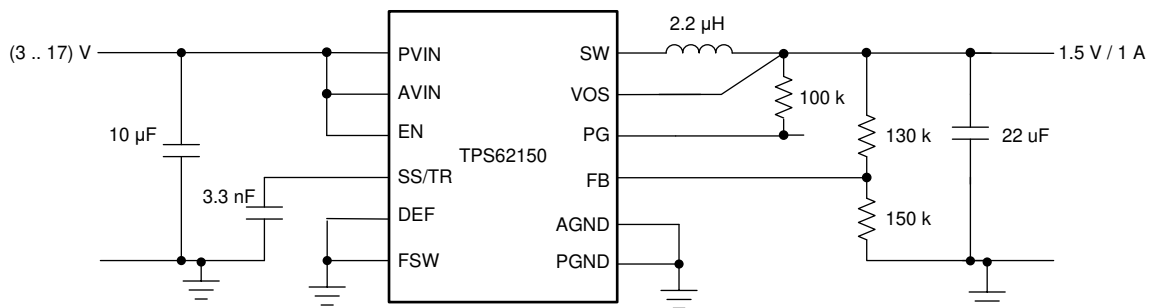 2.2 µH
(3 .. 17) V
PVIN
SW
1.5 V / 1 A
AVIN
VOS
100 k
10 µF
EN
PG
130 k
22 uF
TPS62150
3.3 nF
SS/TR
FB
DEF
AGND
150 k
FSW
PGND